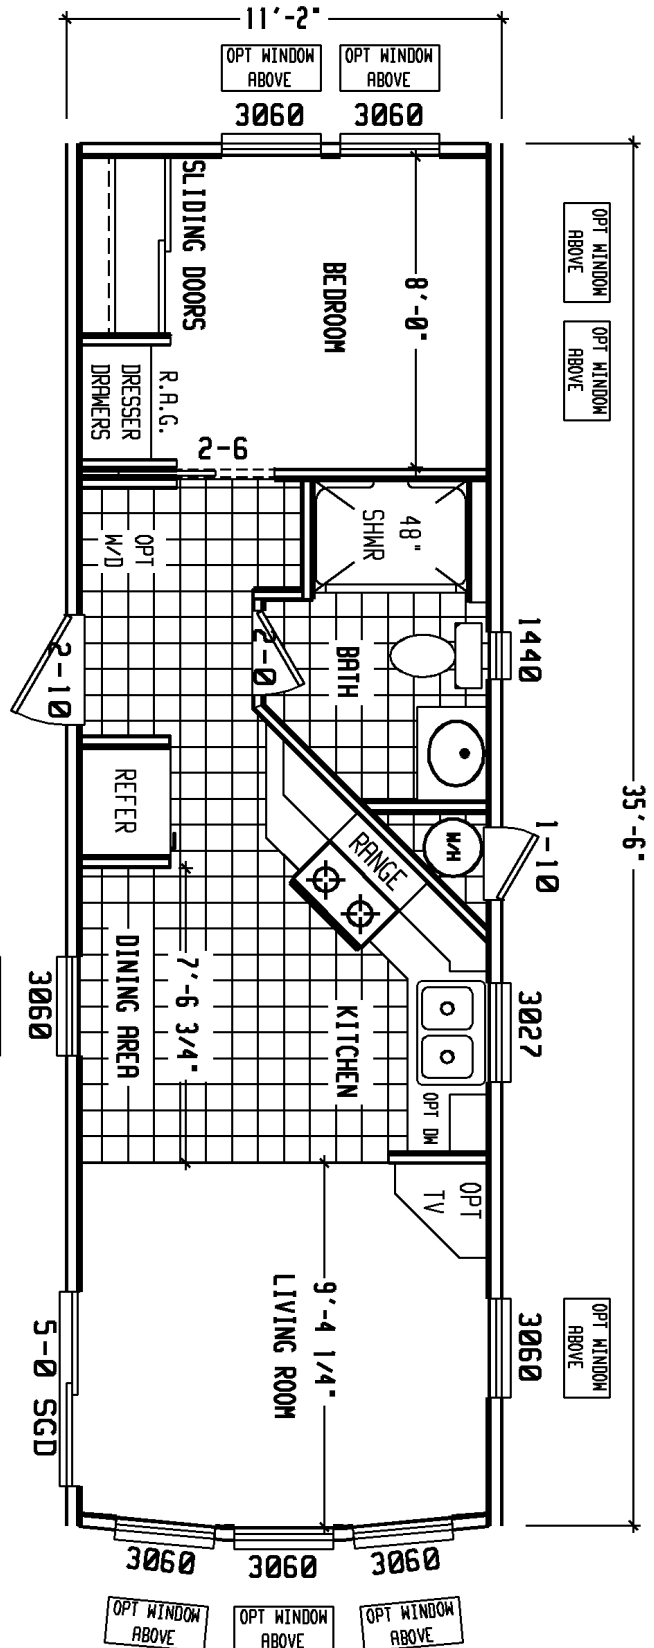 11'-2"
OPT WINDOW
ABOVE
OPT WINDOW
ABOVE
3060
3060
SLIDING DOORS
BEDROOM
8'-0"
OPT WINDOW
ABOVE
OPT WINDOW
ABOVE
R.A.G.
DRESSER
DRAWERS
2-6
OPT
W/D
48"
SHWR
2-10
2-0
BATH
1440
REFER
RANGE
W/H
1-10
35'-6"
DINING AREA
7'-6 3/4"
KITCHEN
3060
3027
OPT DW
OPT
TV
9'-4 1/4"
LIVING ROOM
3060
OPT WINDOW
ABOVE
5-0 SGD
3060
3060
3060
OPT WINDOW
ABOVE
OPT WINDOW
ABOVE
OPT WINDOW
ABOVE